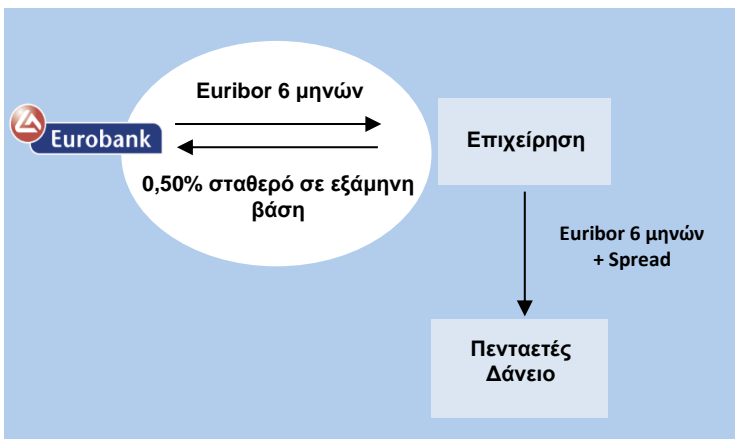 Euribor 6 μηνών
Eurobank
Επιχείρηση
0,50% σταθερό σε εξάμηνη
βάση
Euribor 6 μηνών
+ Spread
Πενταετές
Δάνειο